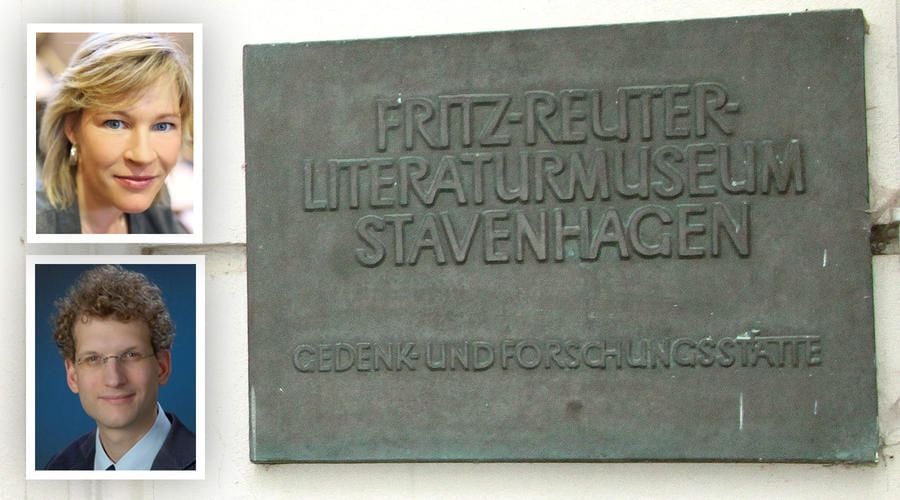 FRITZ-REUTER-
LITERATURMUSEUM
STAVENHAGEN
GEDENK- UND FORSCHUNGSSTÄTTE